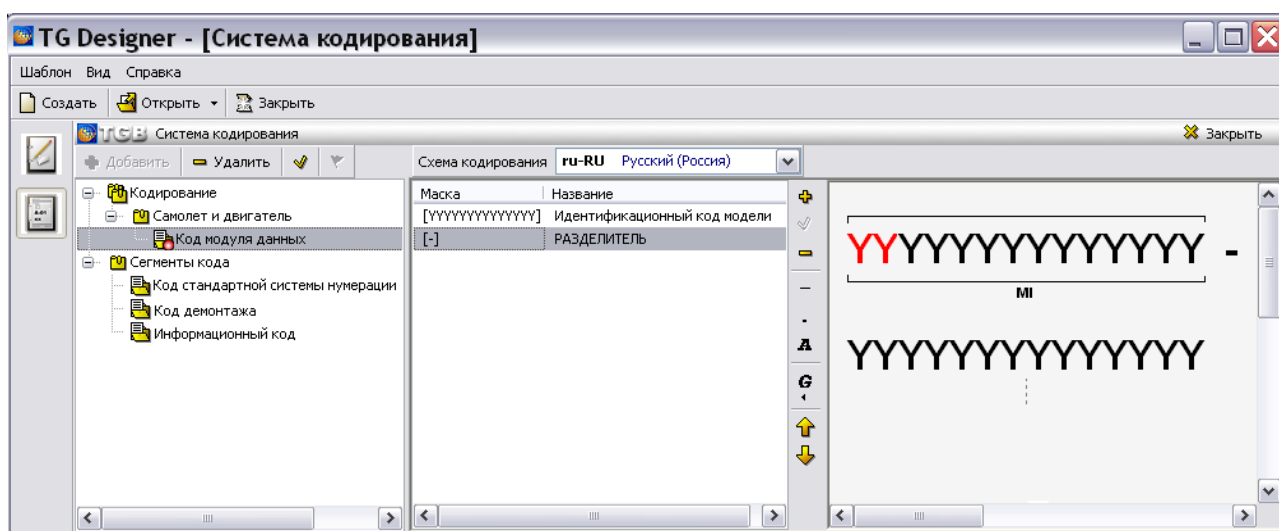 TG Designer - [Система кодирования]
Шаблон Вид Справка
Создать Открыть Закрыть
TGB Система кодирования Закрыть
Добавить Удалить Схема кодирования ru-RU Русский (Россия)
Кодирование Маска Название
Самолет и двигатель [YYYYYYYYYYYYYY] Идентификационный код модели
Код модуля данных [-] РАЗДЕЛИТЕЛЬ
YYYYYYYYYYYYYY -
Сегменты кода
Код стандартной системы нумерации
MI
Код демонтажа
Информационный код
A
YYYYYYYYYYYYYY
G